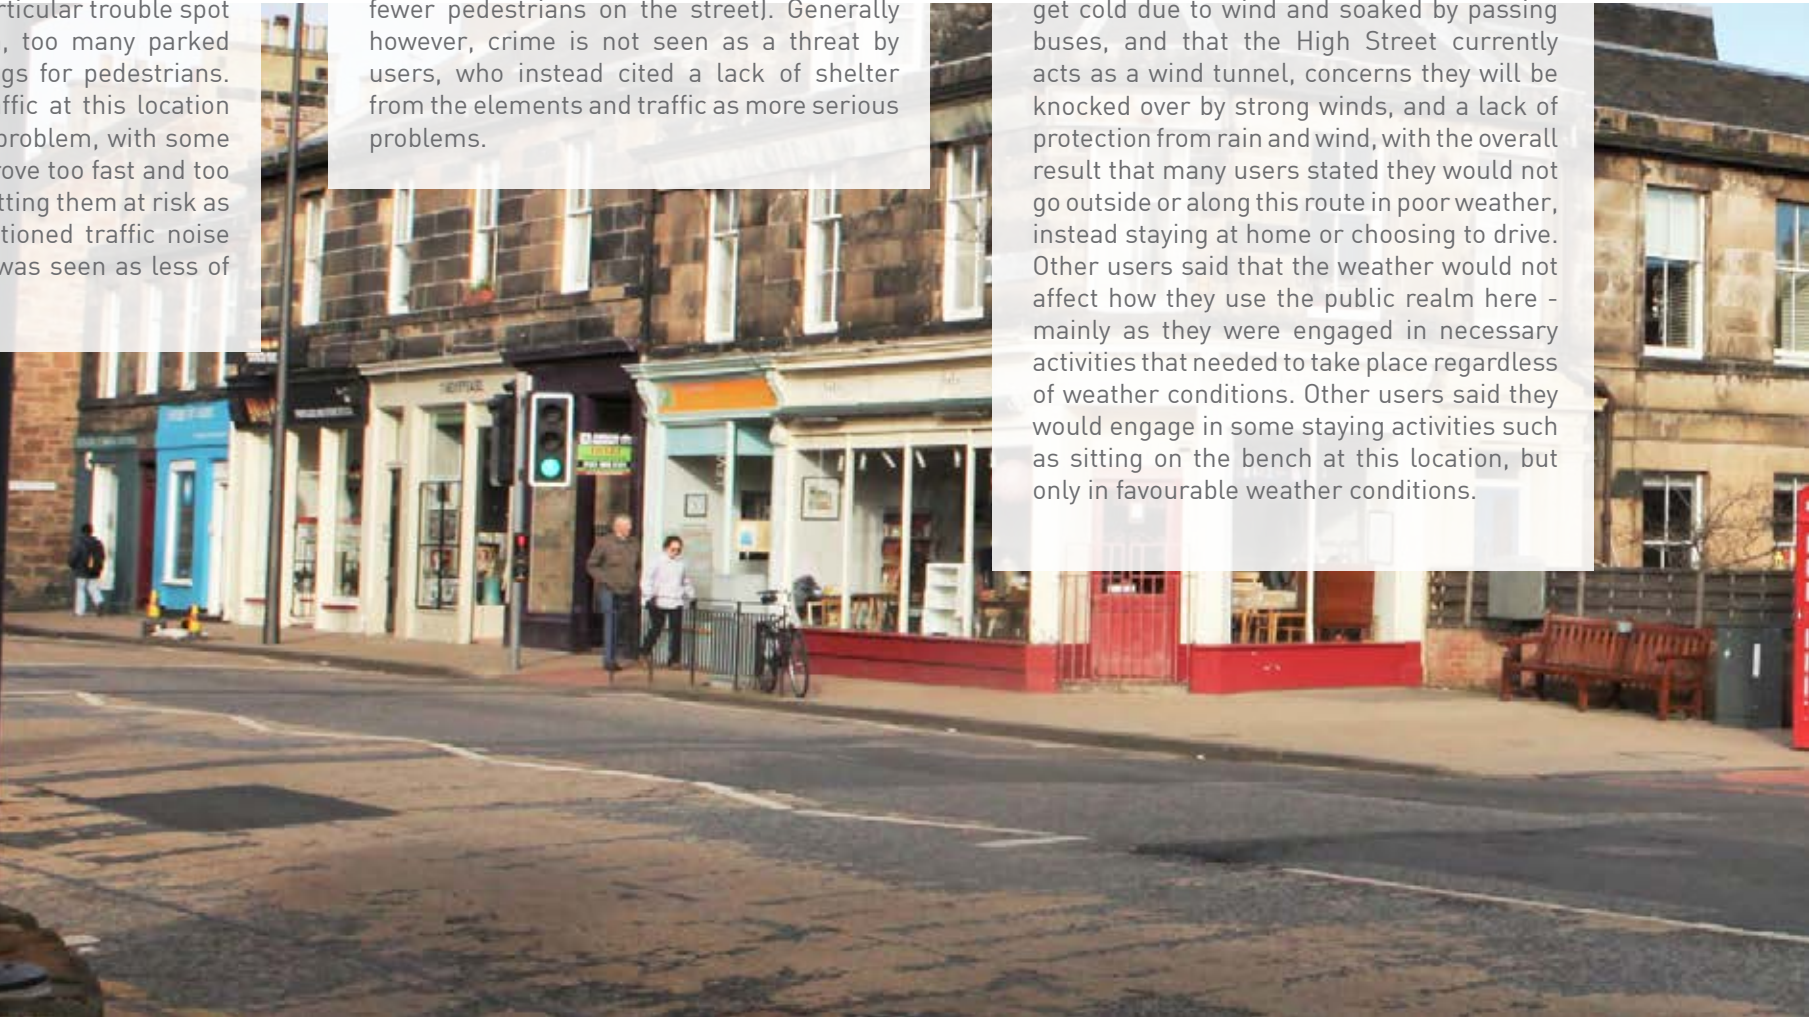 rticular trouble spot
, too many parked
gs for pedestrians.
ffic at this location
problem, with some
ove too fast and too
tting them at risk as
tioned traffic noise
was seen as less of
fewer pedestrians on the street). Generally
however, crime is not seen as a threat by
users, who instead cited a lack of shelter
from the elements and traffic as more serious
problems.
get cold due to wind and soaked by passing
buses, and that the High Street currently
acts as a wind tunnel, concerns they will be
knocked over by strong winds, and a lack of
protection from rain and wind, with the overall
result that many users stated they would not
go outside or along this route in poor weather,
instead staying at home or choosing to drive.
Other users said that the weather would not
affect how they use the public realm here -
mainly as they were engaged in necessary
activities that needed to take place regardless
of weather conditions. Other users said they
would engage in some staying activities such
as sitting on the bench at this location, but
only in favourable weather conditions.